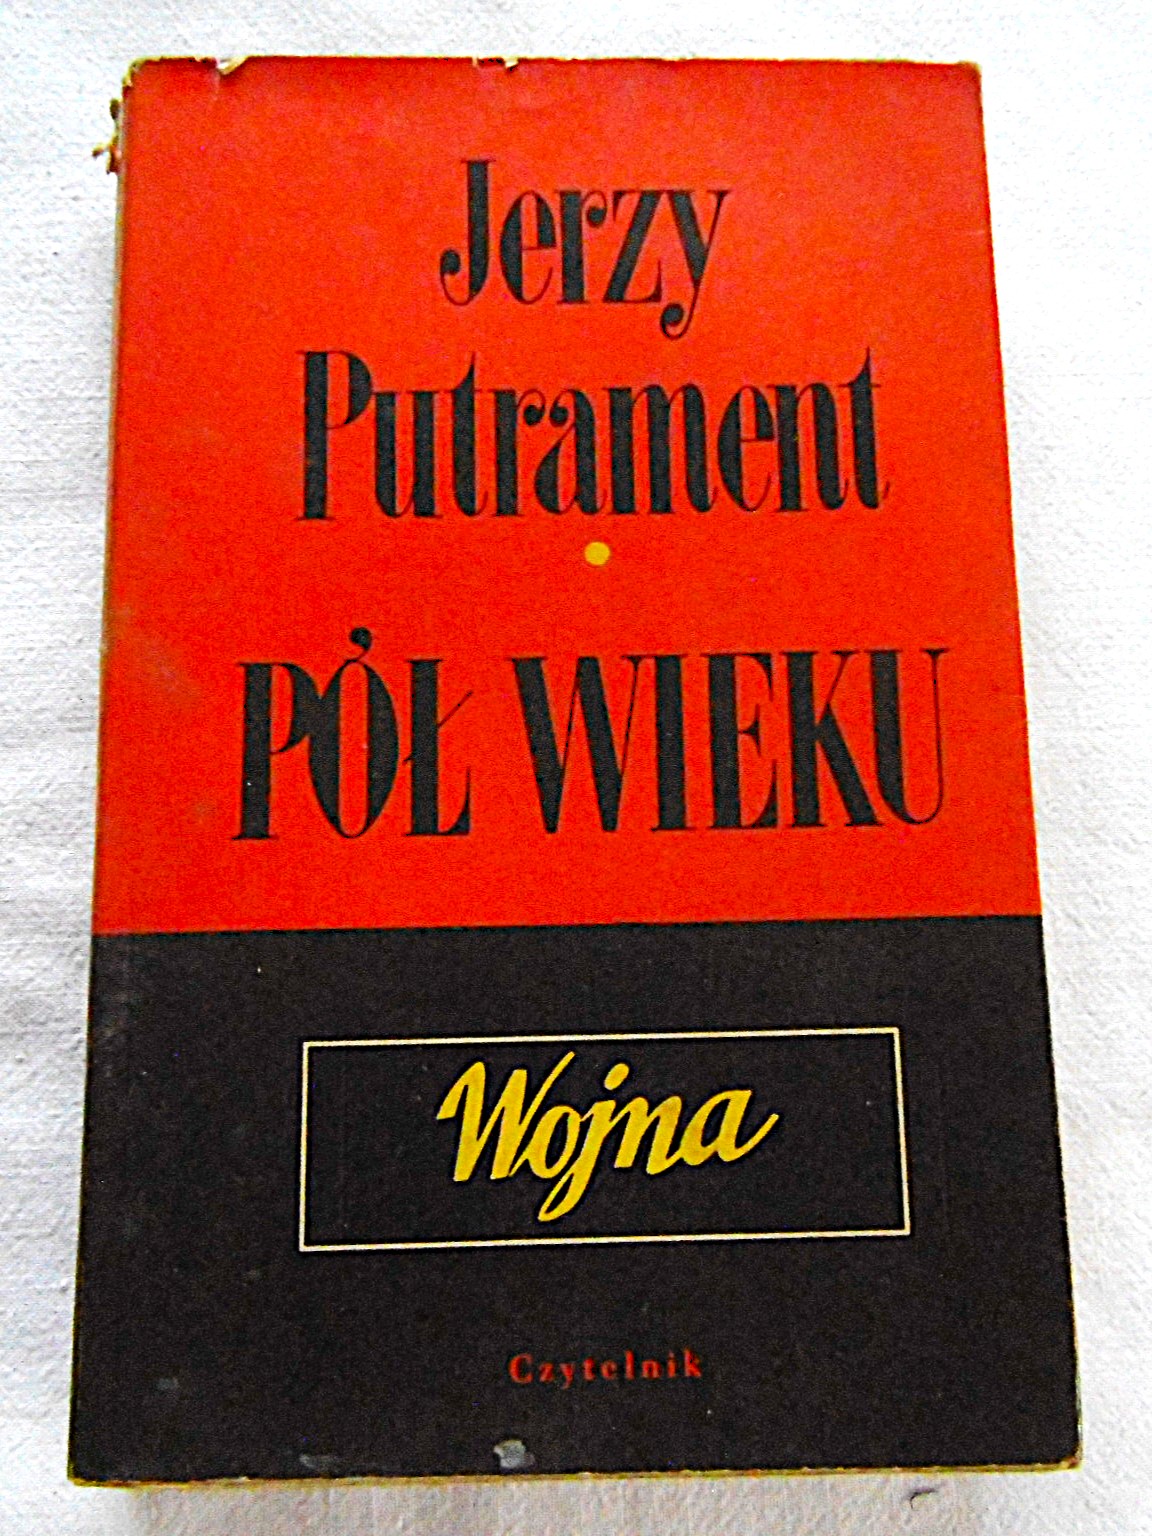 Jerzy
Putrament
PÓŁ WIEKU
Wojna
Czytelnik